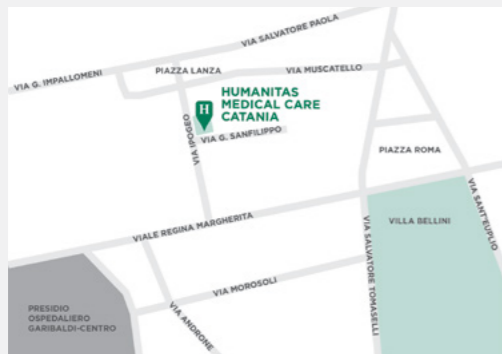 VIA SALVATORE PAOLA
VIA G. IMPALLOMENI
PIAZZA LANZA
VIA MUSCATELLO
H
HUMANITAS
MEDICAL CARE
CATANIA
VIA IPOGEO
VIA G. SANFILIPPO
PIAZZA ROMA
VIALE REGINA MARGHERITA
VILLA BELLINI
VIA SANT'EUPLIO
VIA SALVATORE TOMASELLI
VIA MOROSOLI
VIA ANDRONE
PRESIDIO
OSPEDALIERO
GARIBALDI-CENTRO